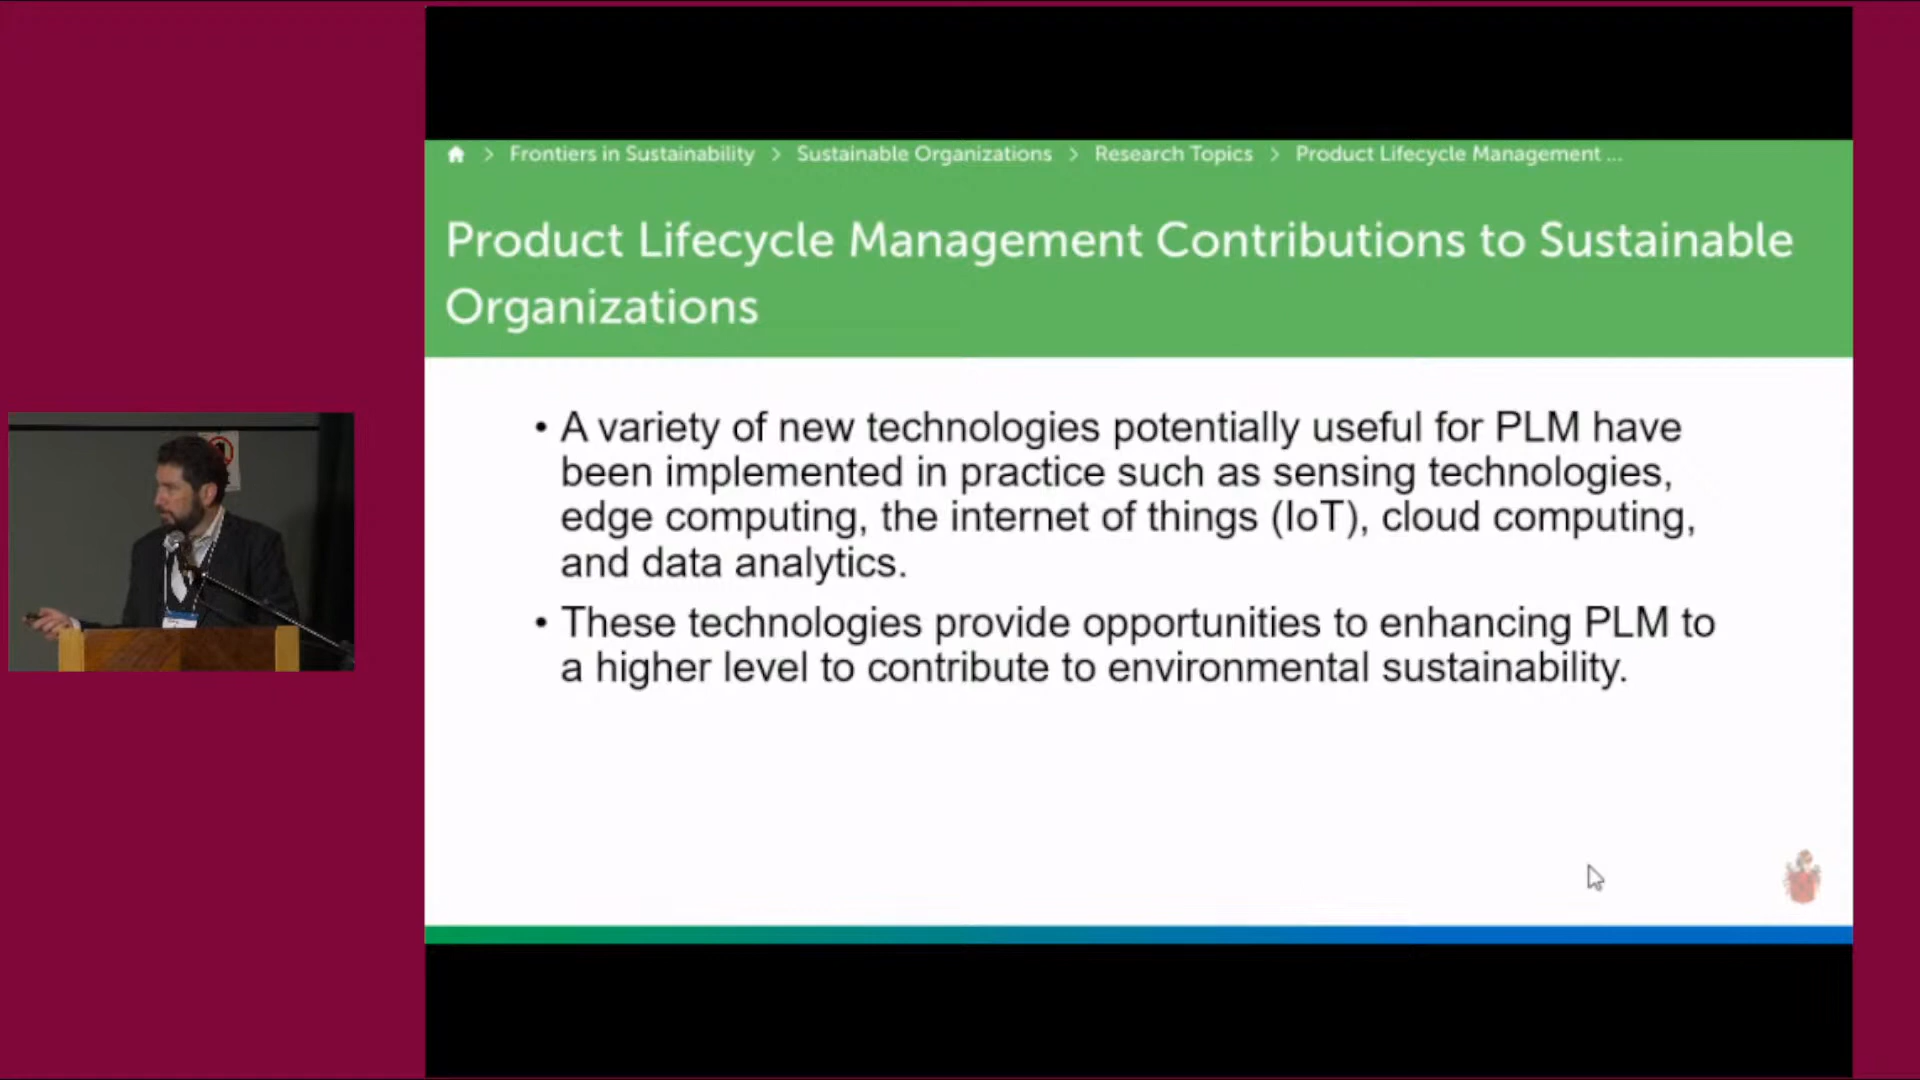 Frontiers in Sustainability > Sustainable Organizations > Research Topics > Product Lifecycle Management ...
Product Lifecycle Management Contributions to Sustainable
Organizations
• A variety of new technologies potentially useful for PLM have
been implemented in practice such as sensing technologies,
edge computing, the internet of things (IoT), cloud computing,
and data analytics.
• These technologies provide opportunities to enhancing PLM to
a higher level to contribute to environmental sustainability.